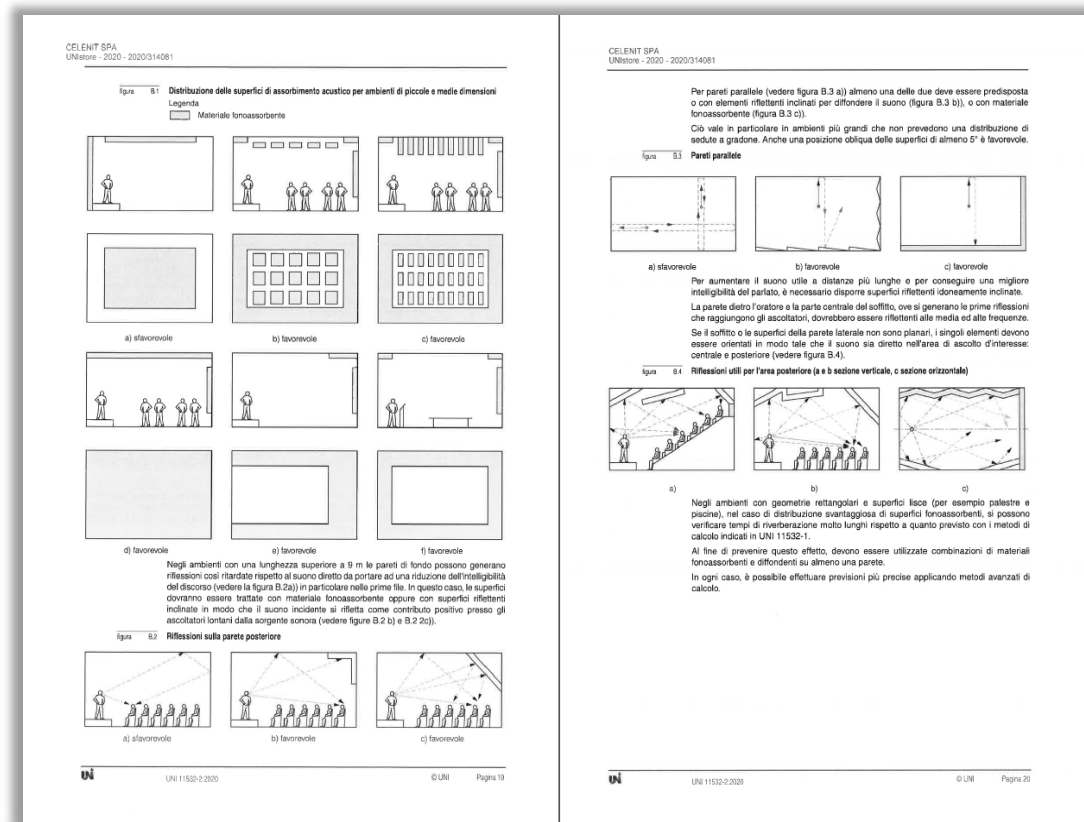 CELENIT SPA
UNIstore - 2020 - 2020/314081
figura B.1 Distribuzione delle superfici di assorbimento acustico per ambienti di piccole e medie dimensioni
Legenda
Materiale fonoassorbente
a) sfavorevole b) favorevole c) favorevole
d) favorevole e) favorevole f) favorevole
Negli ambienti con una lunghezza superiore a 9 m le pareti di fondo possono generano
riflessioni così ritardate rispetto al suono diretto da portare ad una riduzione dell'intelligibilità
del discorso (vedere la figura B.2a)) in particolare nelle prime file. In questo caso, le superfici
dovranno essere trattate con materiale fonoassorbente oppure con superfici riflettenti
inclinate in modo che il suono incidente si rifletta come contributo positivo presso gli
ascoltatori lontani dalla sorgente sonora (vedere figure B.2 b) e B.2 2c)).
figura B.2 Riflessioni sulla parete posteriore
a) sfavorevole b) favorevole c) favorevole
UNI UNI 11532-2:2020 © UNI Pagina 19
CELENIT SPA
UNIstore - 2020 - 2020/314081
Per pareti parallele (vedere figura B.3 a)) almeno una delle due deve essere predisposta
o con elementi riflettenti inclinati per diffondere il suono (figura B.3 b)), o con materiale
fonoassorbente (figura B.3 c)).
Ciò vale in particolare in ambienti più grandi che non prevedono una distribuzione di
sedute a gradone. Anche una posizione obliqua delle superfici di almeno 5° è favorevole.
figura B.3 Pareti parallele
a) sfavorevole b) favorevole c) favorevole
Per aumentare il suono utile a distanze più lunghe e per conseguire una migliore
intelligibilità del parlato, è necessario disporre superfici riflettenti idoneamente inclinate.
La parete dietro l'oratore e la parte centrale del soffitto, ove si generano le prime riflessioni
che raggiungono gli ascoltatori, dovrebbero essere riflettenti alle media ed alte frequenze.
Se il soffitto o le superfici della parete laterale non sono planari, i singoli elementi devono
essere orientati in modo tale che il suono sia diretto nell'area di ascolto d'interesse:
centrale e posteriore (vedere figura B.4).
figura B.4 Riflessioni utili per l'area posteriore (a e b sezione verticale, c sezione orizzontale)
a) b) c)
Negli ambienti con geometrie rettangolari e superfici lisce (per esempio palestre e
piscine), nel caso di distribuzione svantaggiosa di superfici fonoassorbenti, si possono
verificare tempi di riverberazione molto lunghi rispetto a quanto previsto con i metodi di
calcolo indicati in UNI 11532-1.
Al fine di prevenire questo effetto, devono essere utilizzate combinazioni di materiali
fonoassorbenti e diffondenti su almeno una parete.
In ogni caso, è possibile effettuare previsioni più precise applicando metodi avanzati di
calcolo.
UNI UNI 11532-2:2020 © UNI Pagina 20